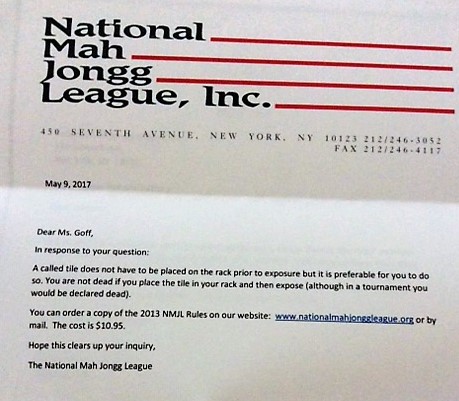 National
Mah
Jongg
League, Inc.
450 SEVENTH AVENUE, NEW YORK, NY 10123 212/246-3052
FAX 212/246-4117
May 9, 2017
Dear Ms. Goff,
In response to your question:
A called tile does not have to be placed on the rack prior to exposure but it is preferable for you to do
so. You are not dead if you place the tile in your rack and then expose (although in a tournament you
would be declared dead).
You can order a copy of the 2013 NMJL Rules on our website: www.nationalmahjonggleague.org or by
mail. The cost is $10.95.
Hope this clears up your inquiry,
The National Mah Jongg League